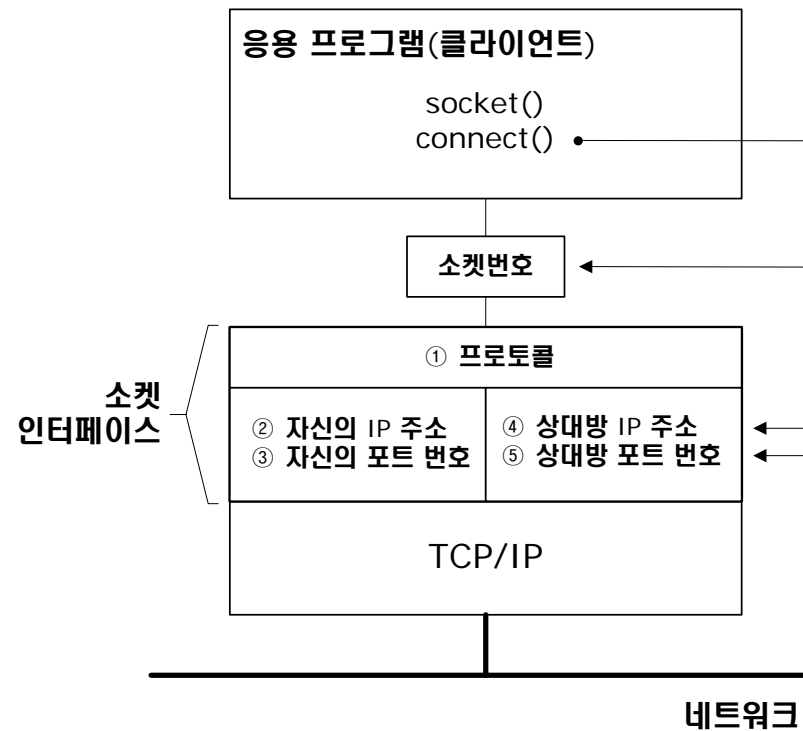 응용 프로그램(클라이언트)
socket()
connect()
소켓번호
① 프로토콜
소켓
인터페이스
② 자신의 IP 주소
③ 자신의 포트 번호
④ 상대방 IP 주소
⑤ 상대방 포트 번호
TCP/IP
네트워크